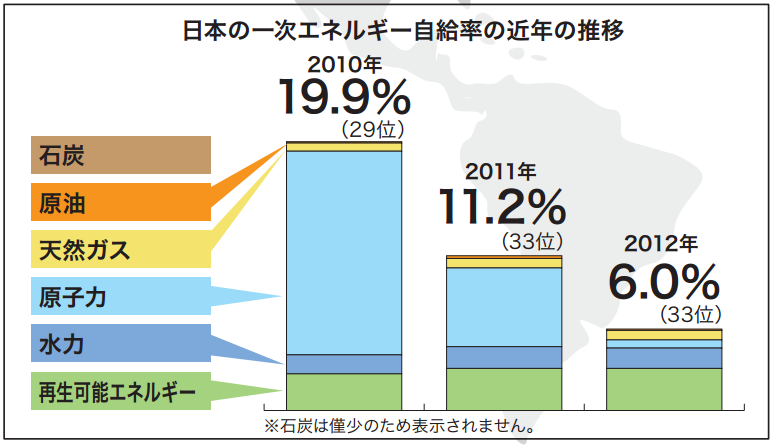 日本の一次エネルギー自給率の近年の推移
2010年
19.9%
(29位)
2011年
11.2%
(33位)
2012年
6.0%
(33位)
石炭
原油
天然ガス
原子力
水力
再生可能エネルギー
※石炭は僅少のため表示されません。